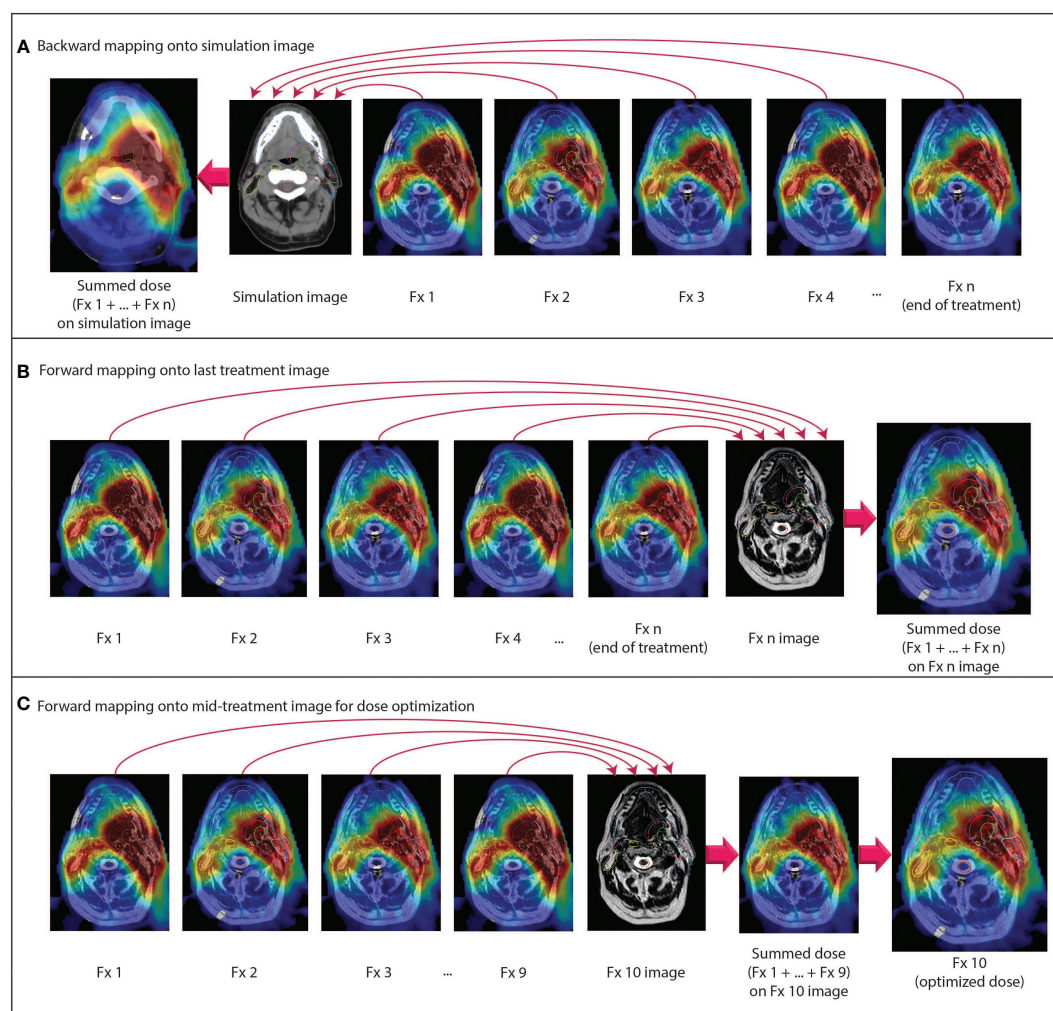 A Backward mapping onto simulation image
Summed dose
(Fx 1 + ... + Fx n)
on simulation image
Simulation image
Fx 1
Fx 2
Fx 3
Fx 4
...
Fx n
(end of treatment)
B Forward mapping onto last treatment image
Fx 1
Fx 2
Fx 3
Fx 4
...
Fx n
(end of treatment)
Fx n image
Summed dose
(Fx 1 + ... + Fx n)
on Fx n image
C Forward mapping onto mid-treatment image for dose optimization
Fx 1
Fx 2
Fx 3
...
Fx 9
Fx 10 image
Summed dose
(Fx 1 + ... + Fx 9)
on Fx 10 image
Fx 10
(optimized dose)